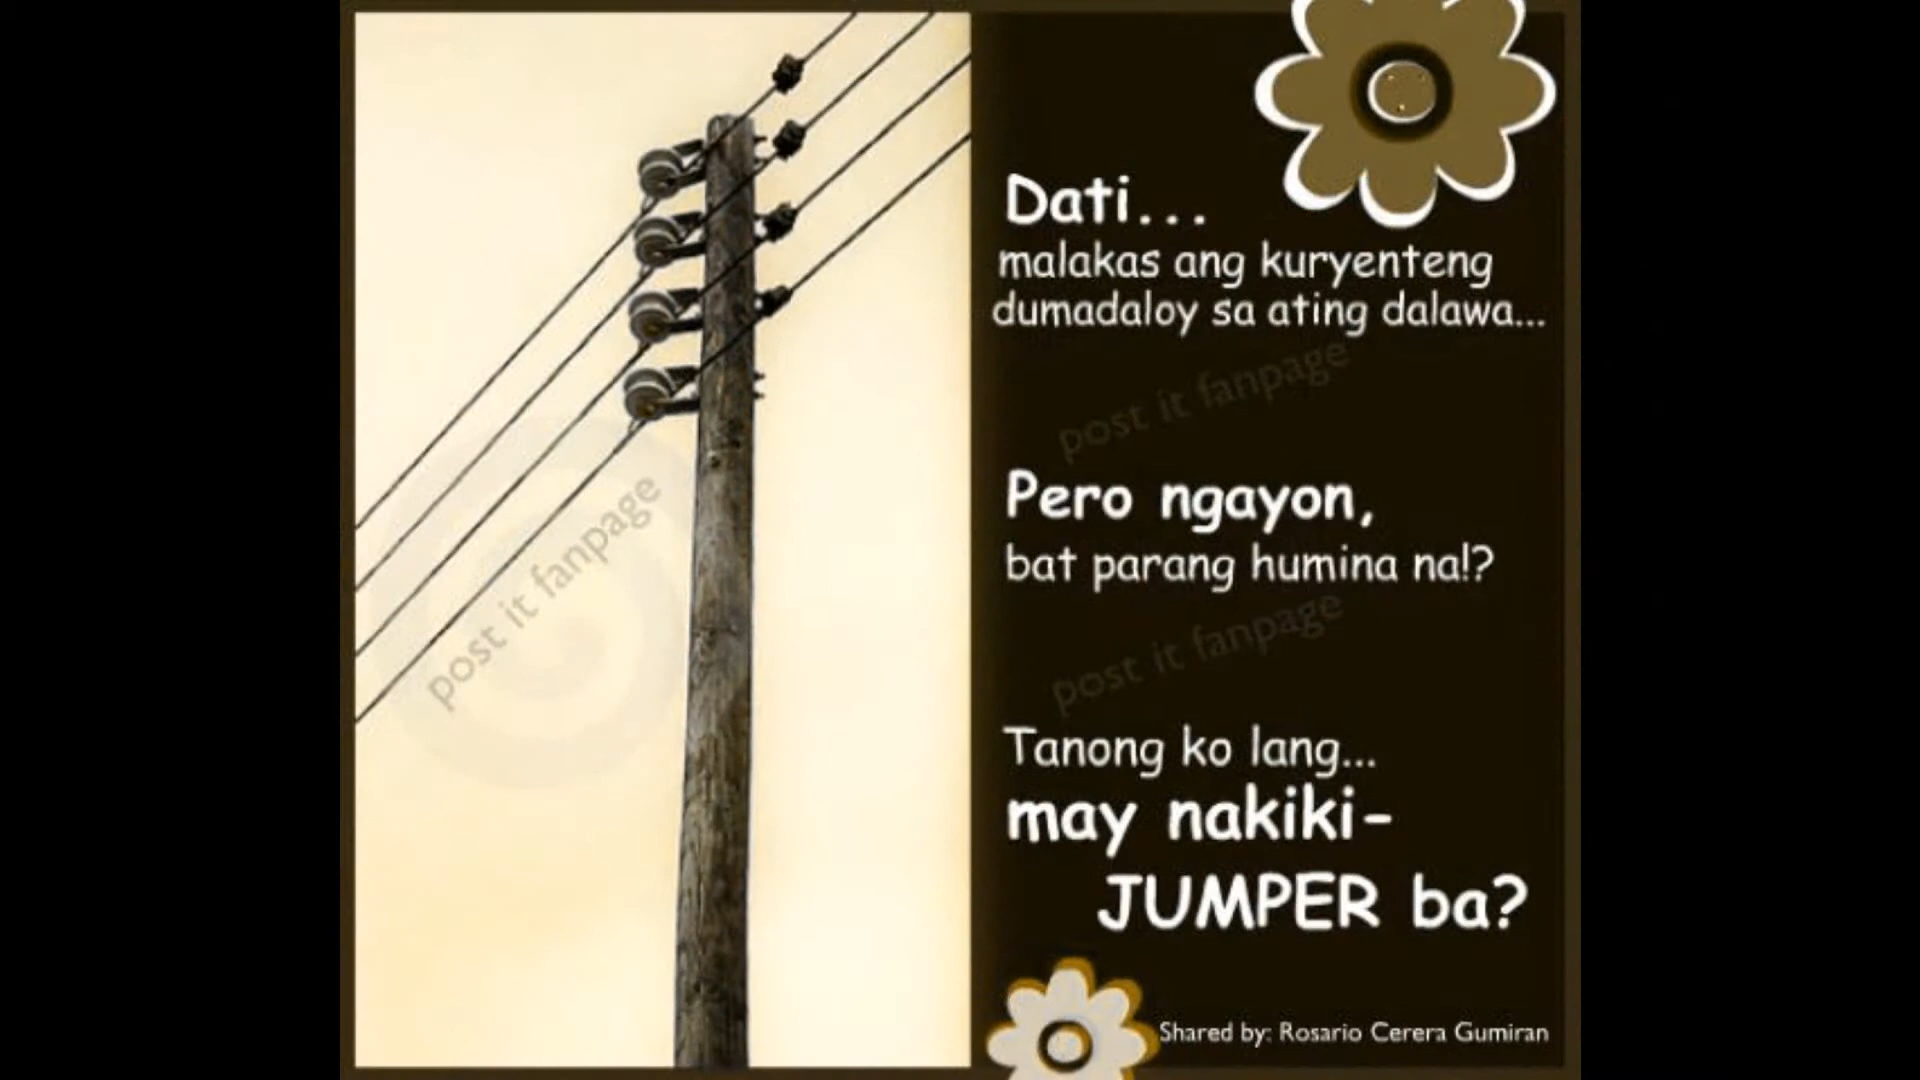 Dati...
malakas ang kuryenteng
dumadaloy sa ating dalawa...
post it fanpage
Pero ngayon,
bat parang humina na!?
post it fanpage
post it fanpage
Tanong ko lang...
may nakiki-
JUMPER ba?
Shared by: Rosario Cerera Gumiran